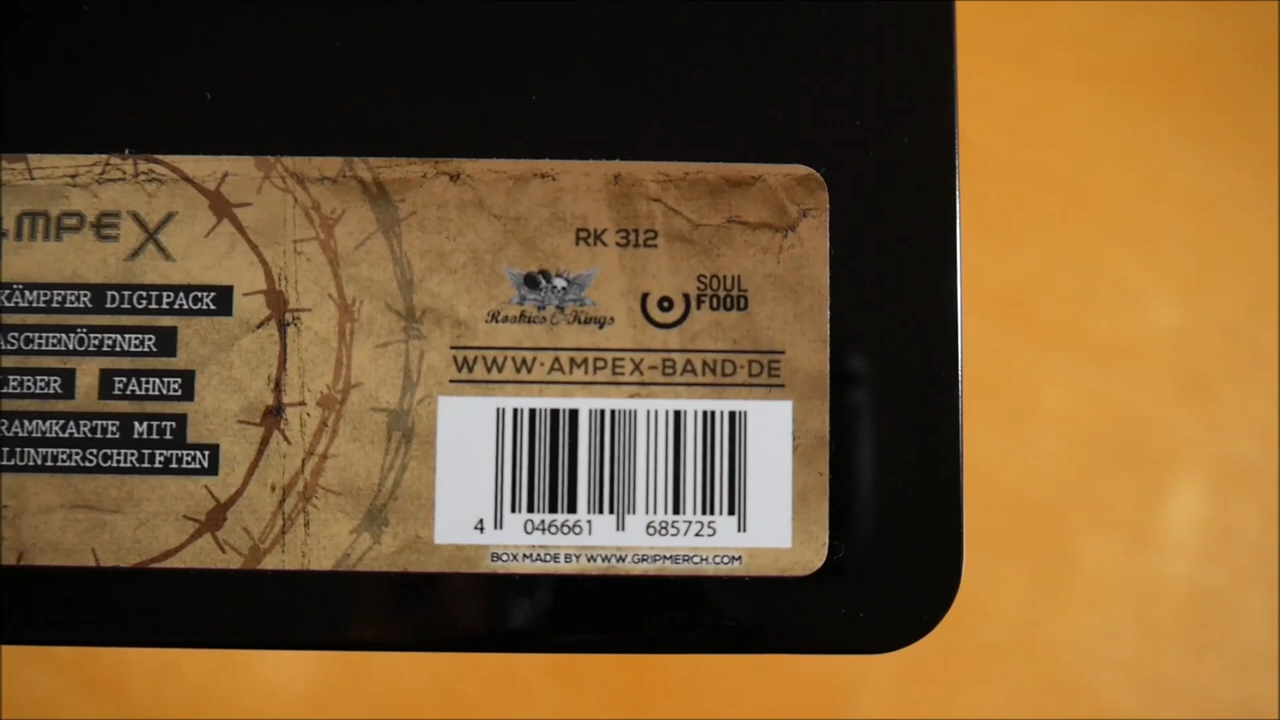 AMPEX
RK 312
Rookies & Kings
SOUL
FOOD
KÄMPFER DIGIPACK
ASCHENÖFFNER
LEBER FAHNE
RAMMKARTE MIT
LUNTERSCHRIFTEN
WWW·AMPEX-BAND·DE
4 046661 685725
BOX MADE BY WWW.GRIPMERCH.COM